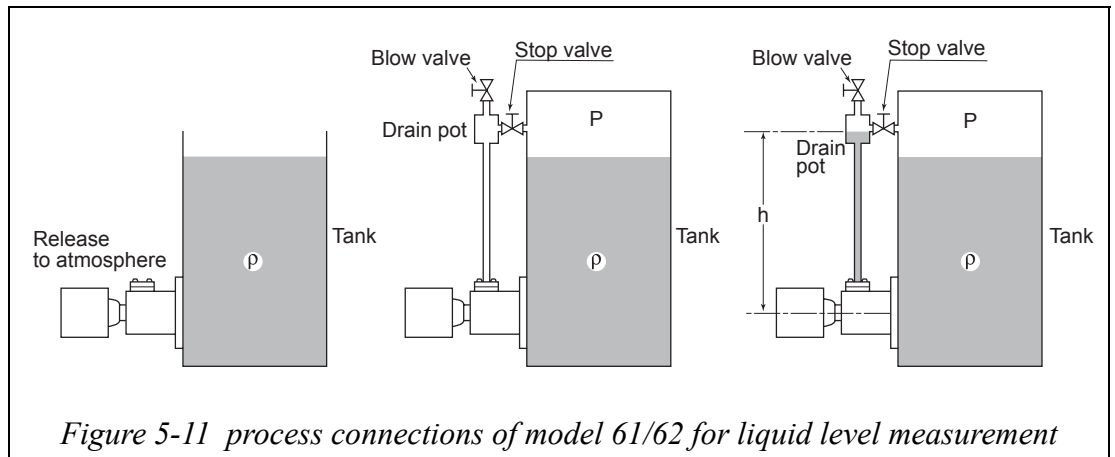 Release
to atmosphere
ρ
Tank
Blow valve
Stop valve
Drain pot
P
ρ
Tank
Blow valve
Stop valve
Drain
pot
P
h
ρ
Tank
Figure 5-11 process connections of model 61/62 for liquid level measurement